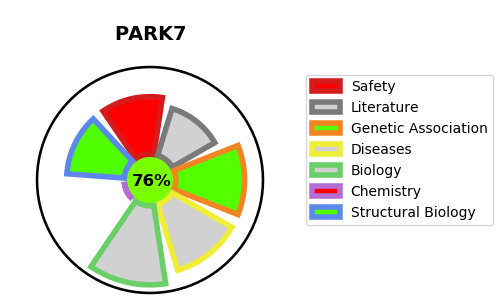 PARK7
76%
Safety
Literature
Genetic Association
Diseases
Biology
Chemistry
Structural Biology